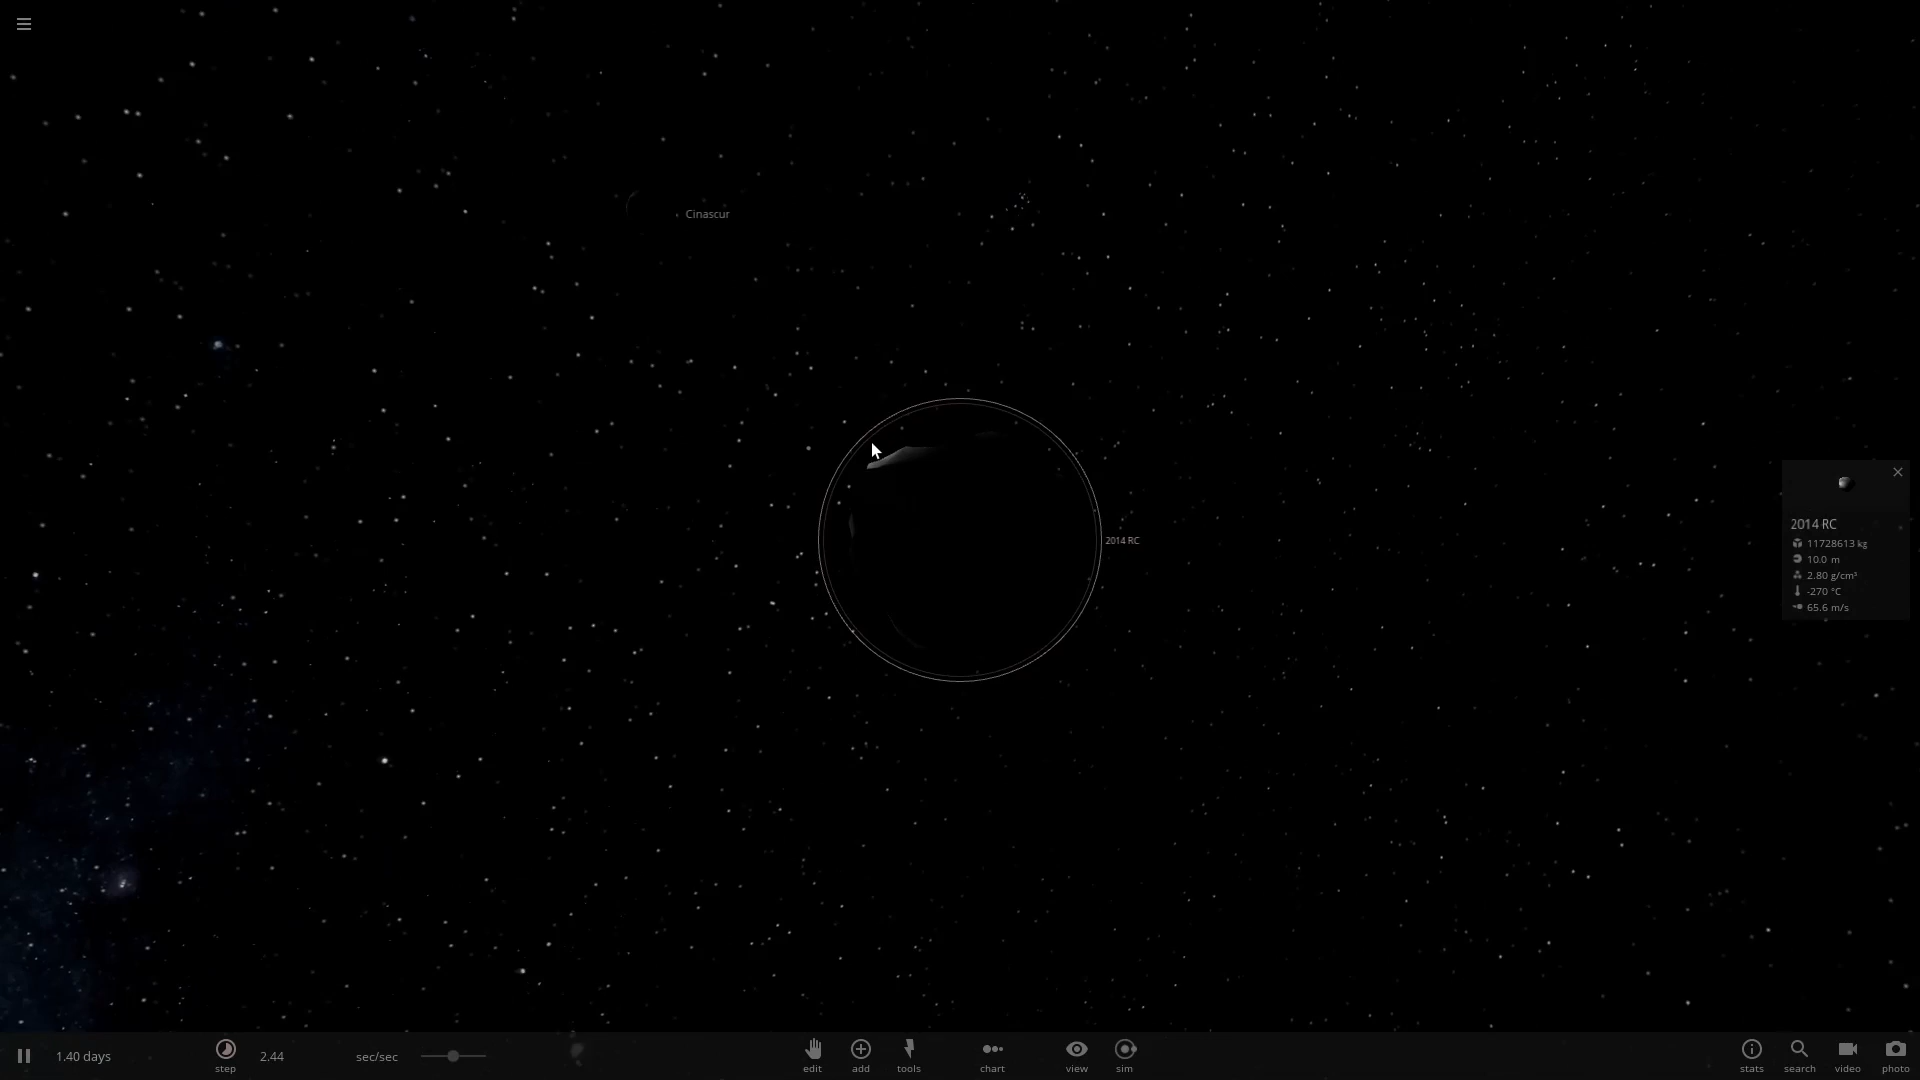 Cinascur
2014 RC
2014 RC
11728613 kg
10.0 m
2.80 g/cm³
-270 °C
65.6 m/s
1.40 days
step
2.44
sec/sec
edit
add
tools
chart
view
sim
stats
search
video
photo